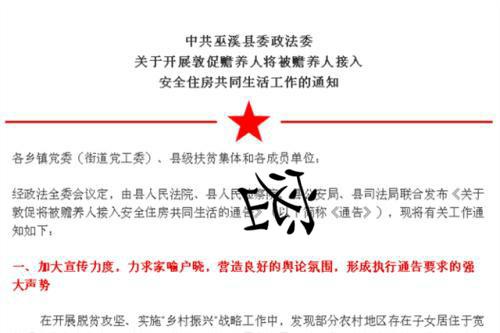 中共巫溪县委政法委
关于开展敦促赡养人将被赡养人接入
安全住房共同生活工作的通知
各乡镇党委（街道党工委）、县级扶贫集体和各成员单位：
经政法全委会议定，由县人民法院、县人民检察院、县公安局、县司法局联合发布《关于
敦促将被赡养人接入安全住房共同生活的通告》（以下简称《通告》），现将有关工作通
知如下：
一、加大宣传力度，力求家喻户晓，营造良好的舆论氛围，形成执行通告要求的强
大声势
在开展脱贫攻坚、实施“乡村振兴”战略工作中，发现部分农村地区存在子女居住于宽